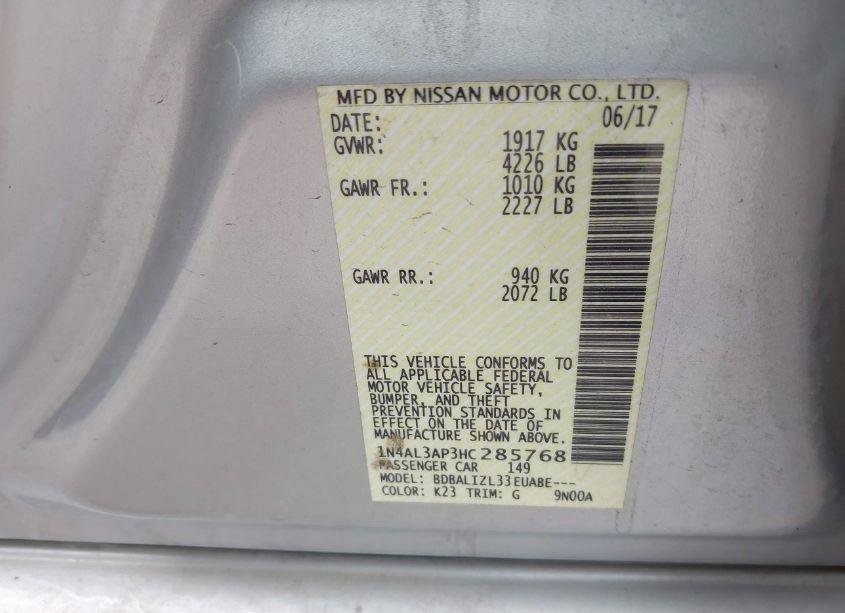 MFD BY NISSAN MOTOR CO., LTD.
DATE: 06/17
GVWR: 1917 KG
4226 LB
GAWR FR.: 1010 KG
2227 LB
GAWR RR.: 940 KG
2072 LB
THIS VEHICLE CONFORMS TO
ALL APPLICABLE FEDERAL
MOTOR VEHICLE SAFETY,
BUMPER, AND THEFT
PREVENTION STANDARDS IN
EFFECT ON THE DATE OF
MANUFACTURE SHOWN ABOVE.
1N4AL3AP3HC285768
PASSENGER CAR 149
MODEL: BDBALIZL33EUABE---
COLOR: K23 TRIM: G 9N00A